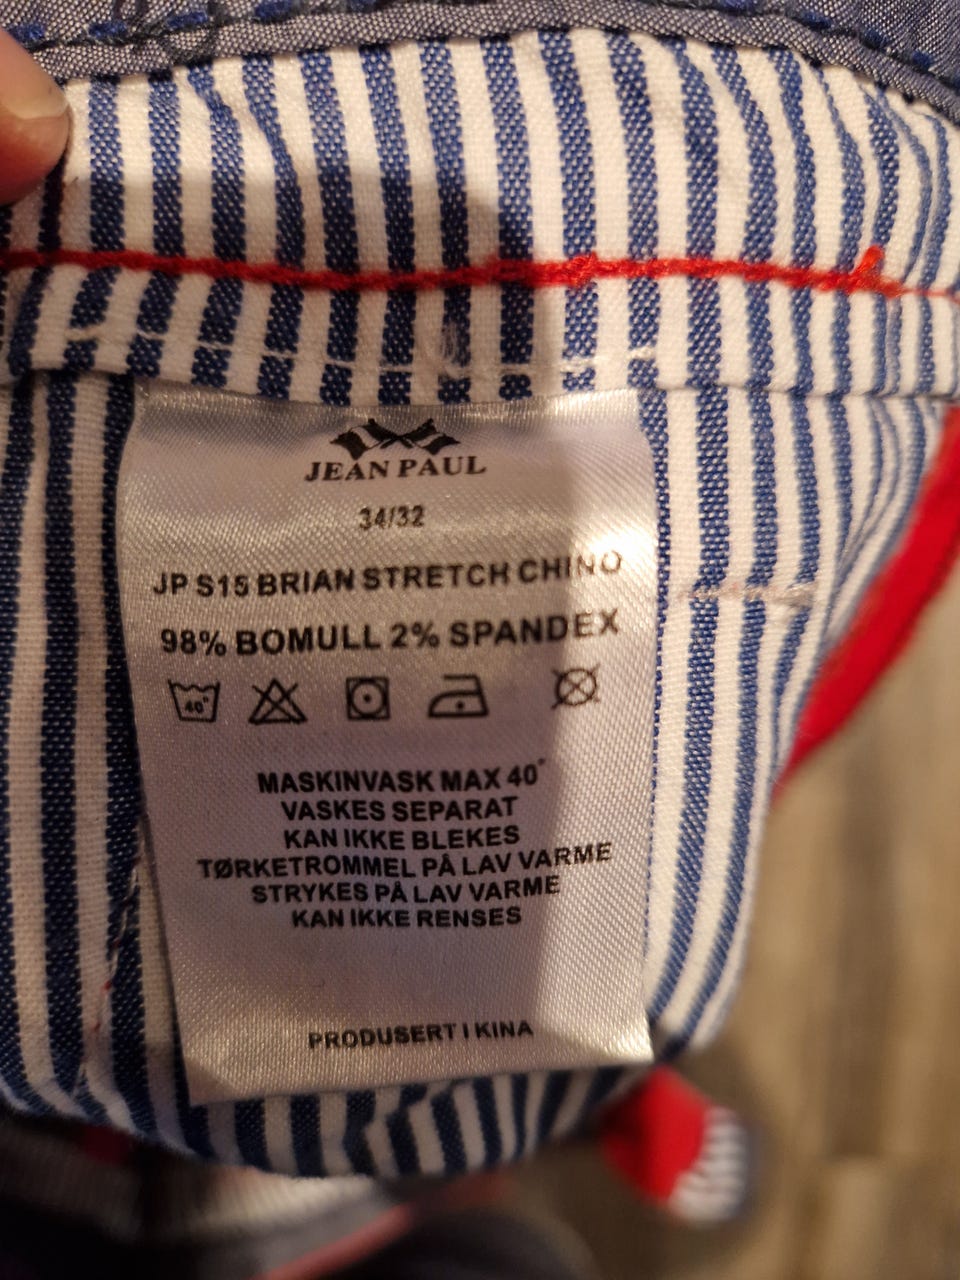 JEAN PAUL
34/32
JP S15 BRIAN STRETCH CHINO
98% BOMULL 2% SPANDEX
40°
MASKINVASK MAX 40°
VASKES SEPARAT
KAN IKKE BLEKES
TØRKETROMMEL PÅ LAV VARME
STRYKES PÅ LAV VARME
KAN IKKE RENSES
PRODUSERT I KINA